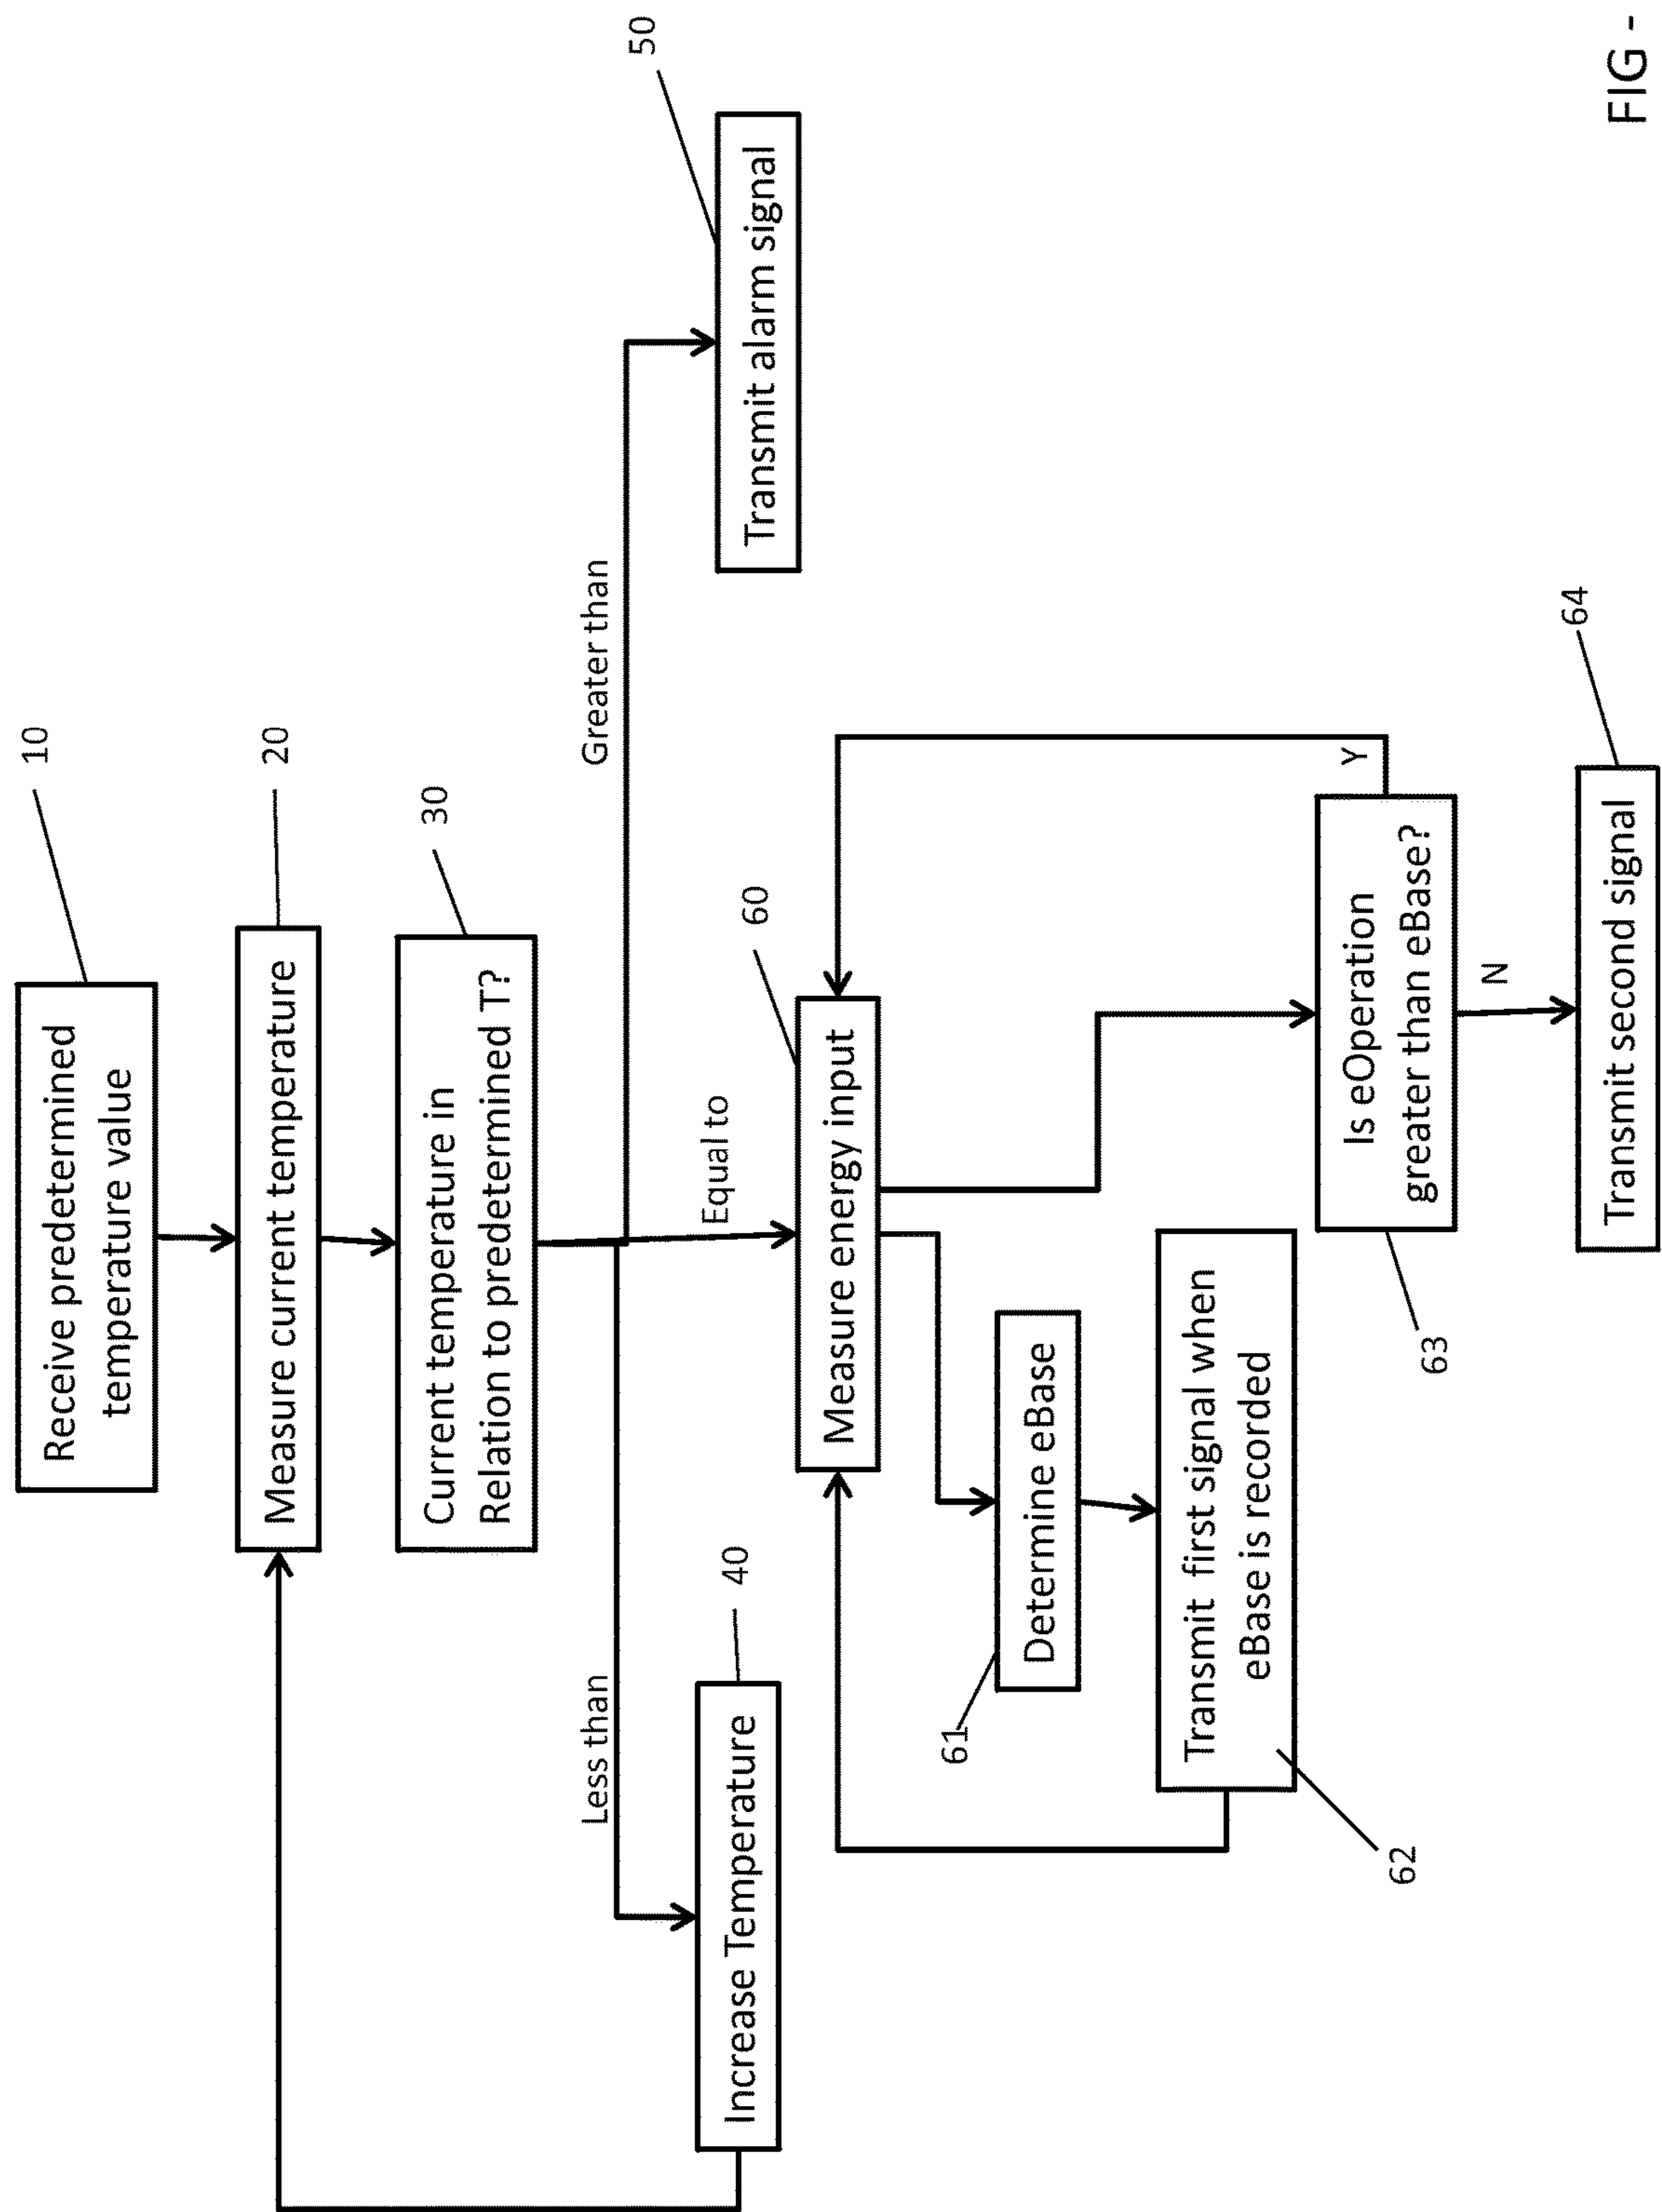 10
Receive predetermined
temperature value
20
Measure current temperature
30
Current temperature in
Relation to predetermined T?
Less than
Equal to
Greater than
40
Increase Temperature
50
Transmit alarm signal
60
Measure energy input
61
Determine eBase
62
Transmit first signal when
eBase is recorded
63
Is eOperation
greater than eBase?
Y
N
64
Transmit second signal
FIG -